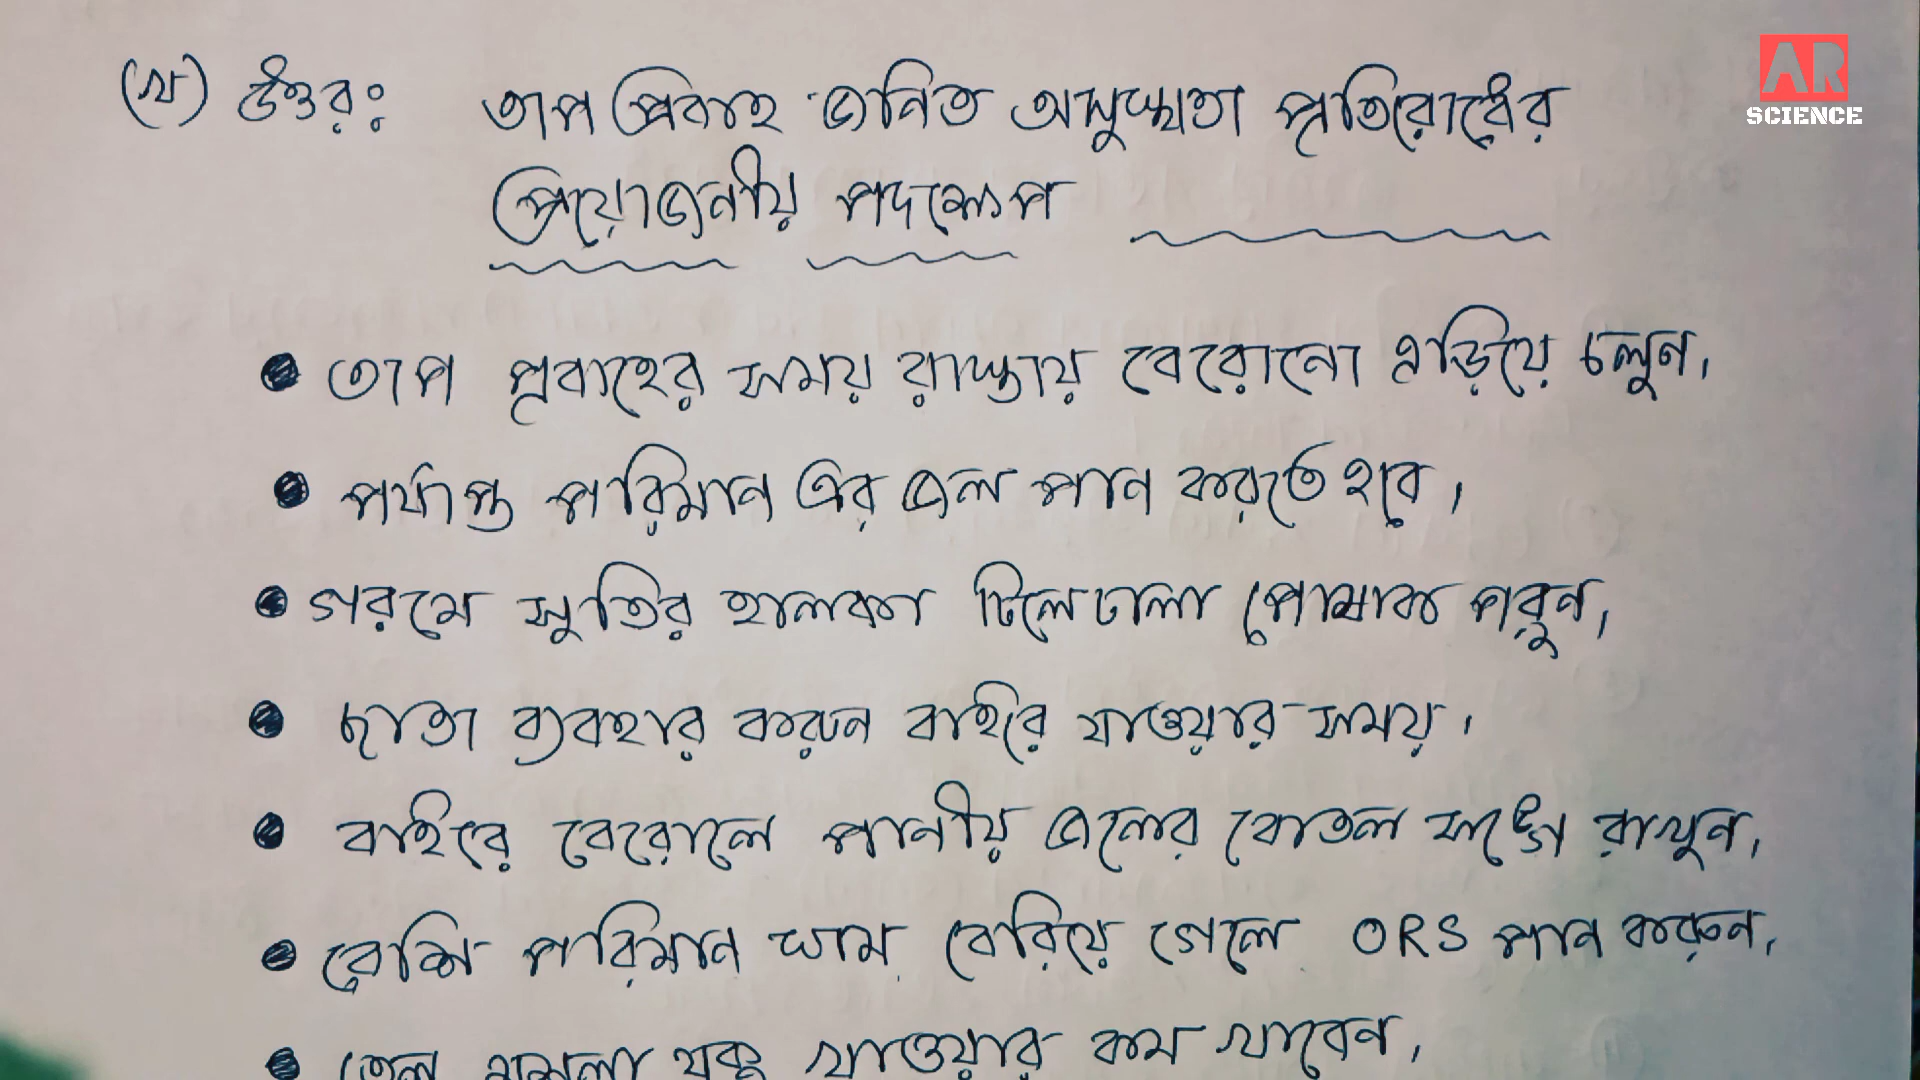 (খ) উত্তরঃ তাপ প্রবাহ জনিত অসুস্থতা প্রতিরোধের
প্রয়োজনীয় পদক্ষেপ
AR
SCIENCE
● তাপ প্রবাহের সময় রাস্তায় বেরোনো এড়িয়ে চলুন।
● পর্যাপ্ত পরিমান এর জল পান করতে হবে।
● গরমে সুতির হালকা ঢিলেঢালা পোষাক পরুন।
● ছাতা ব্যবহার করুন বাইরে যাওয়ার সময়।
● বাইরে বেরোলে পানীয় জলের বোতল সঙ্গে রাখুন।
● বেশি পরিমান ঘাম বেরিয়ে গেলে ORS পান করুন।
● তেল মশলা যুক্ত খাওয়ার কম খাবেন।